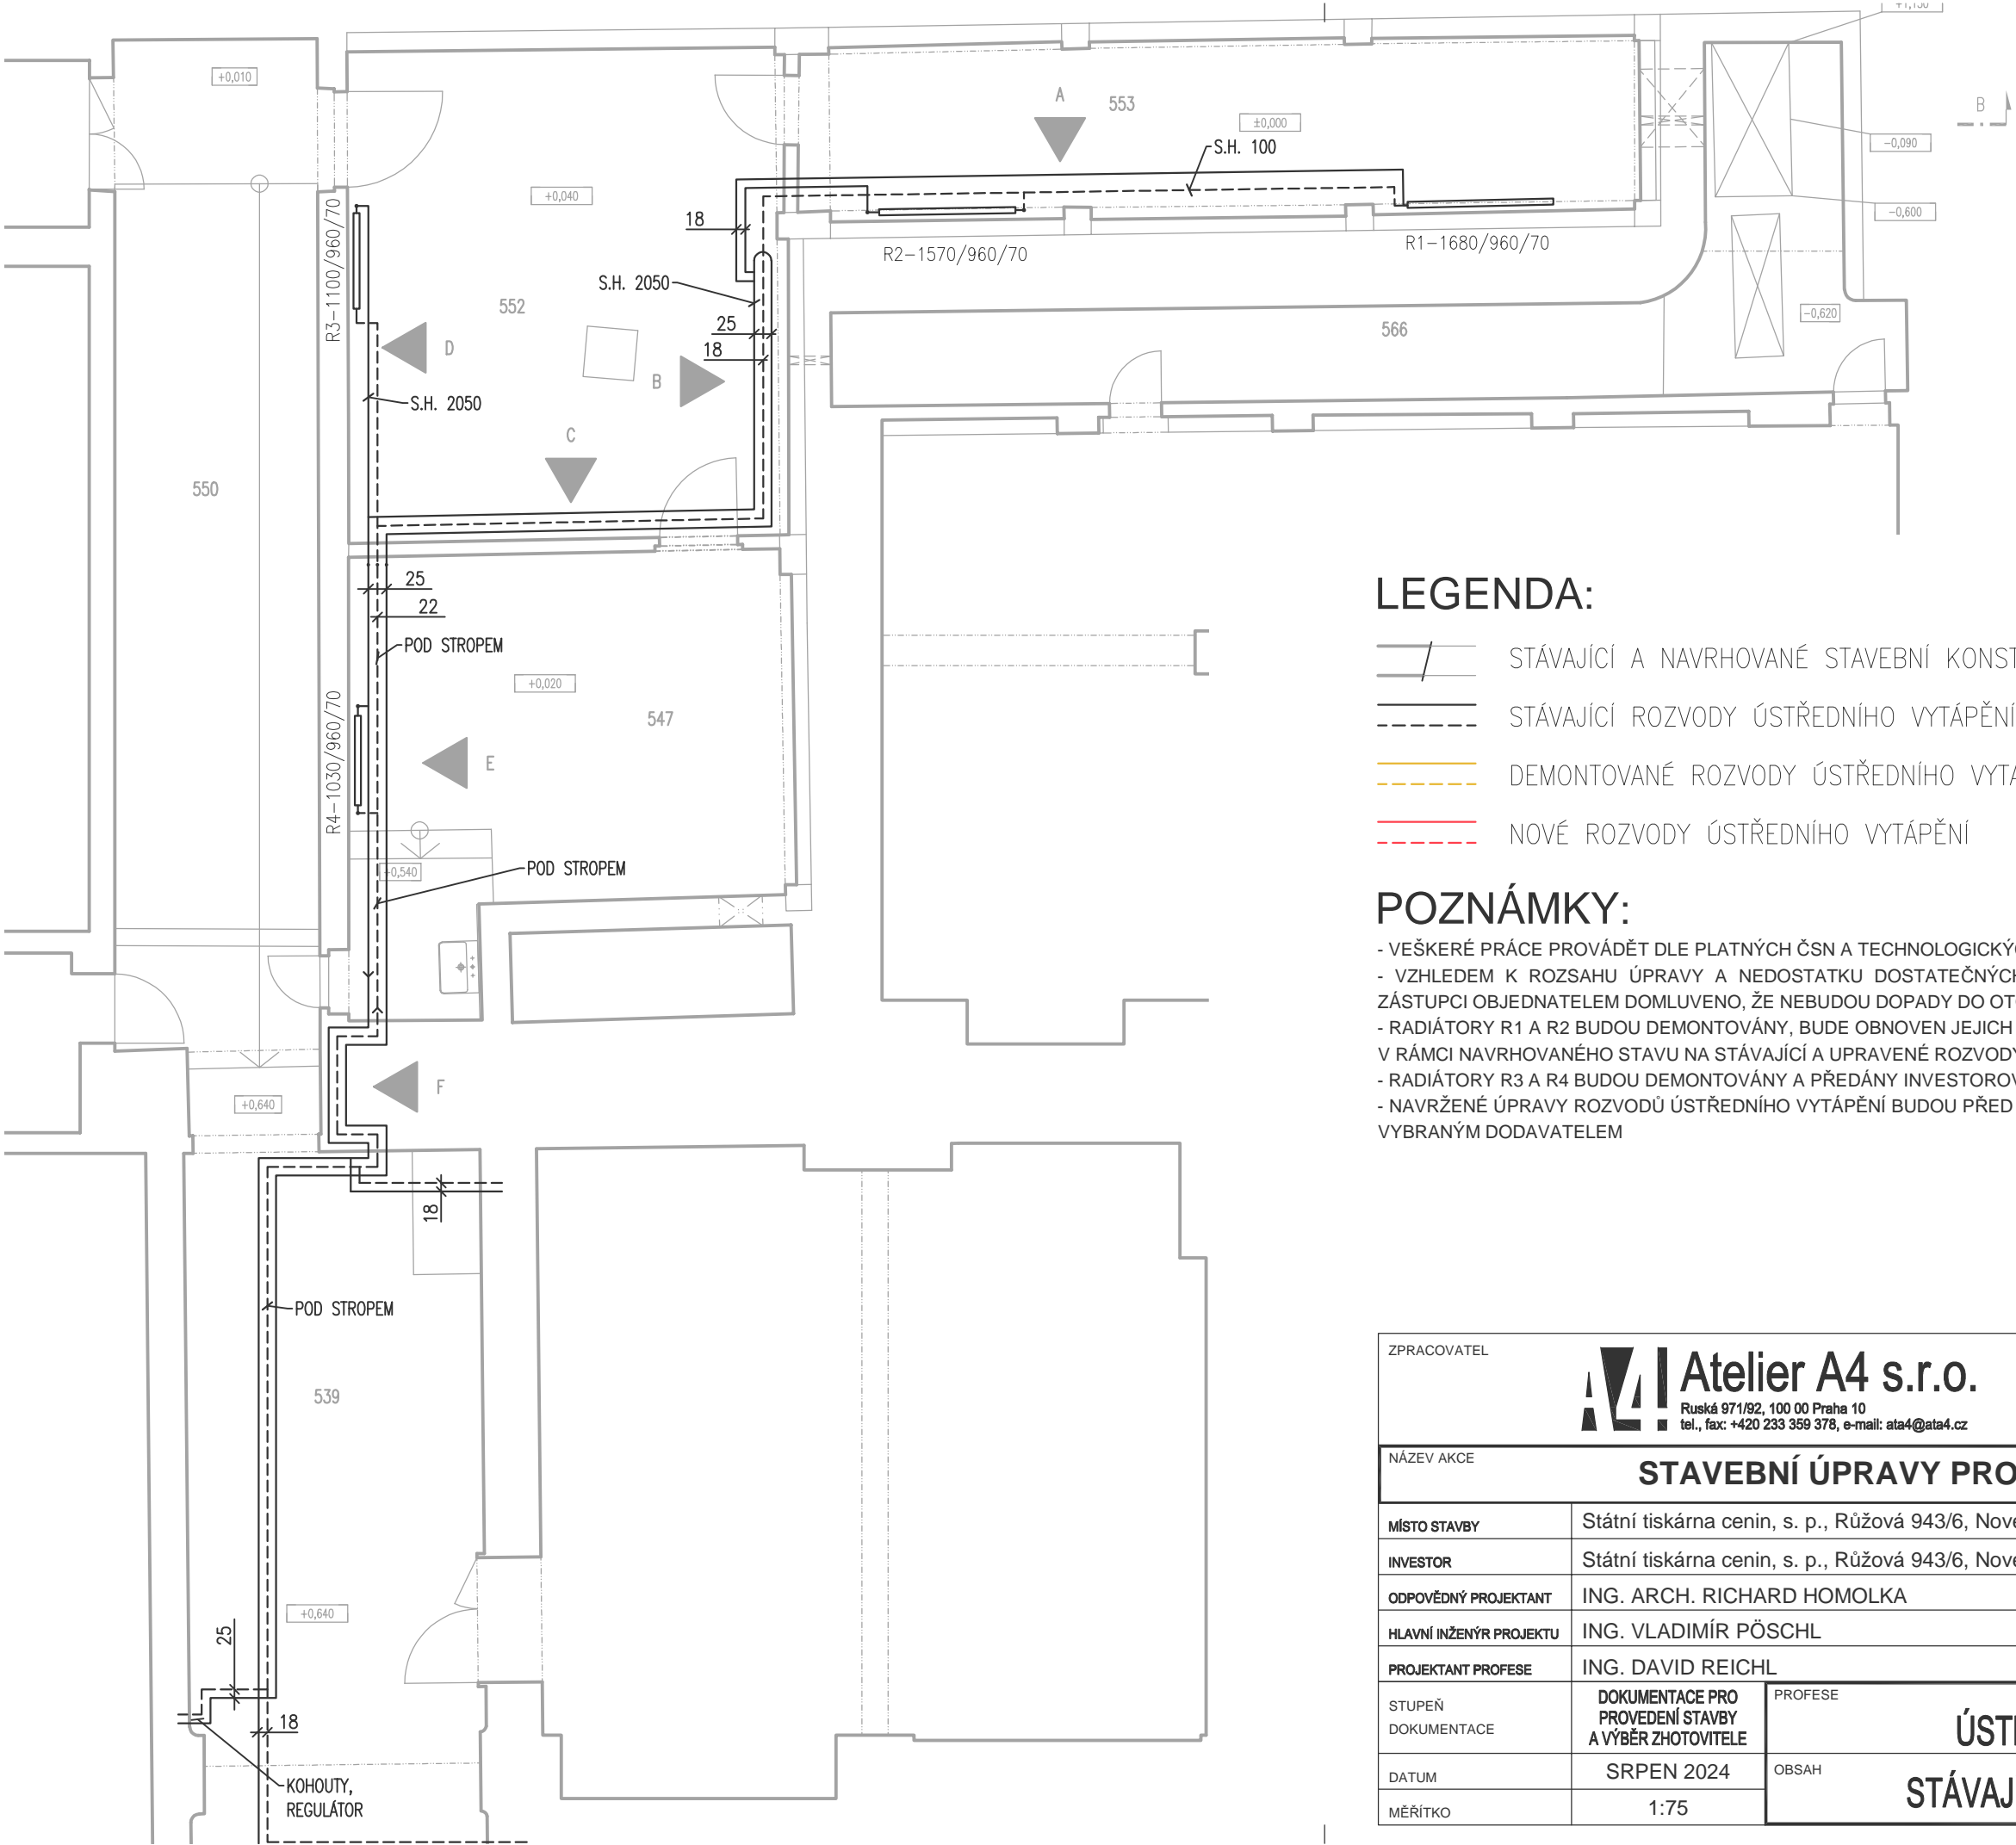 +1,150
+0,010
A
553
±0,000
B
-0,090
S.H. 100
+0,040
-0,600
R3-1100/960/70
18
R2-1570/960/70
R1-1680/960/70
S.H. 2050
552
25
566
-0,620
D
18
B
S.H. 2050
C
550
25
22
POD STROPEM
+0,020
547
R4-1030/960/70
E
+0,540
POD STROPEM
F
+0,640
18
POD STROPEM
539
+0,640
25
18
KOHOUTY,
REGULÁTOR
LEGENDA:
STÁVAJÍCÍ A NAVRHOVANÉ STAVEBNÍ KONST
STÁVAJÍCÍ ROZVODY ÚSTŘEDNÍHO VYTÁPĚNÍ
DEMONTOVANÉ ROZVODY ÚSTŘEDNÍHO VYTÁ
NOVÉ ROZVODY ÚSTŘEDNÍHO VYTÁPĚNÍ
POZNÁMKY:
- VEŠKERÉ PRÁCE PROVÁDĚT DLE PLATNÝCH ČSN A TECHNOLOGICKÝC
- VZHLEDEM K ROZSAHU ÚPRAVY A NEDOSTATKU DOSTATEČNÝCH
ZÁSTUPCI OBJEDNATELEM DOMLUVENO, ŽE NEBUDOU DOPADY DO OT
- RADIÁTORY R1 A R2 BUDOU DEMONTOVÁNY, BUDE OBNOVEN JEJICH
V RÁMCI NAVRHOVANÉHO STAVU NA STÁVAJÍCÍ A UPRAVENÉ ROZVODY
- RADIÁTORY R3 A R4 BUDOU DEMONTOVÁNY A PŘEDÁNY INVESTOROV
- NAVRŽENÉ ÚPRAVY ROZVODŮ ÚSTŘEDNÍHO VYTÁPĚNÍ BUDOU PŘED
VYBRANÝM DODAVATELEM
ZPRACOVATEL
A4!
Atelier A4 s.r.o.
Ruská 971/92, 100 00 Praha 10
tel., fax: +420 233 359 378, e-mail: ata4@ata4.cz
NÁZEV AKCE
STAVEBNÍ ÚPRAVY PRO
MÍSTO STAVBY Státní tiskárna cenin, s. p., Růžová 943/6, Nov
INVESTOR Státní tiskárna cenin, s. p., Růžová 943/6, Nov
ODPOVĚDNÝ PROJEKTANT ING. ARCH. RICHARD HOMOLKA
HLAVNÍ INŽENÝR PROJEKTU ING. VLADIMÍR PÖSCHL
PROJEKTANT PROFESE ING. DAVID REICHL
STUPEŇ
DOKUMENTACE
DOKUMENTACE PRO
PROVEDENÍ STAVBY
A VÝBĚR ZHOTOVITELE
PROFESE
ÚST
DATUM SRPEN 2024
OBSAH
STÁVAJ
MĚŘÍTKO 1:75